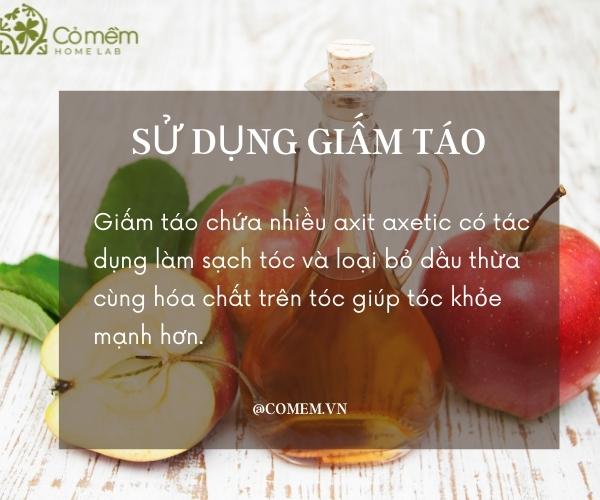 Cỏ mềm
HOME LAB
SỬ DỤNG GIẤM TÁO
Giấm táo chứa nhiều axit axetic có tác
dụng làm sạch tóc và loại bỏ dầu thừa
cùng hóa chất trên tóc giúp tóc khỏe
mạnh hơn.
@COMEM.VN